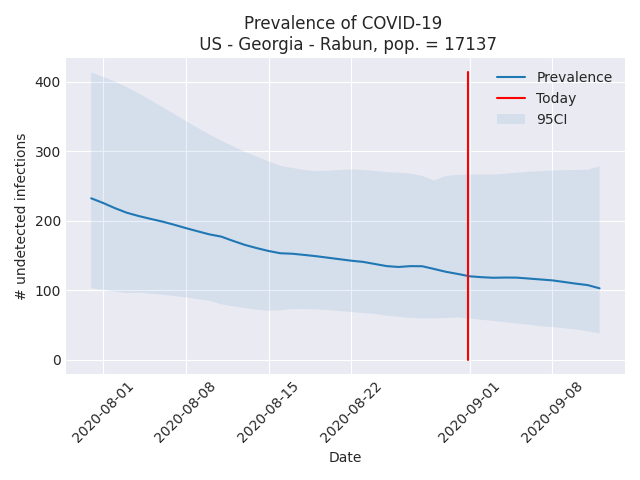 Prevalence of COVID-19
US - Georgia - Rabun, pop. = 17137
Prevalence
Today
95CI
# undetected infections
400
300
200
100
0
2020-08-01
2020-08-08
2020-08-15
2020-08-22
2020-09-01
2020-09-08
Date